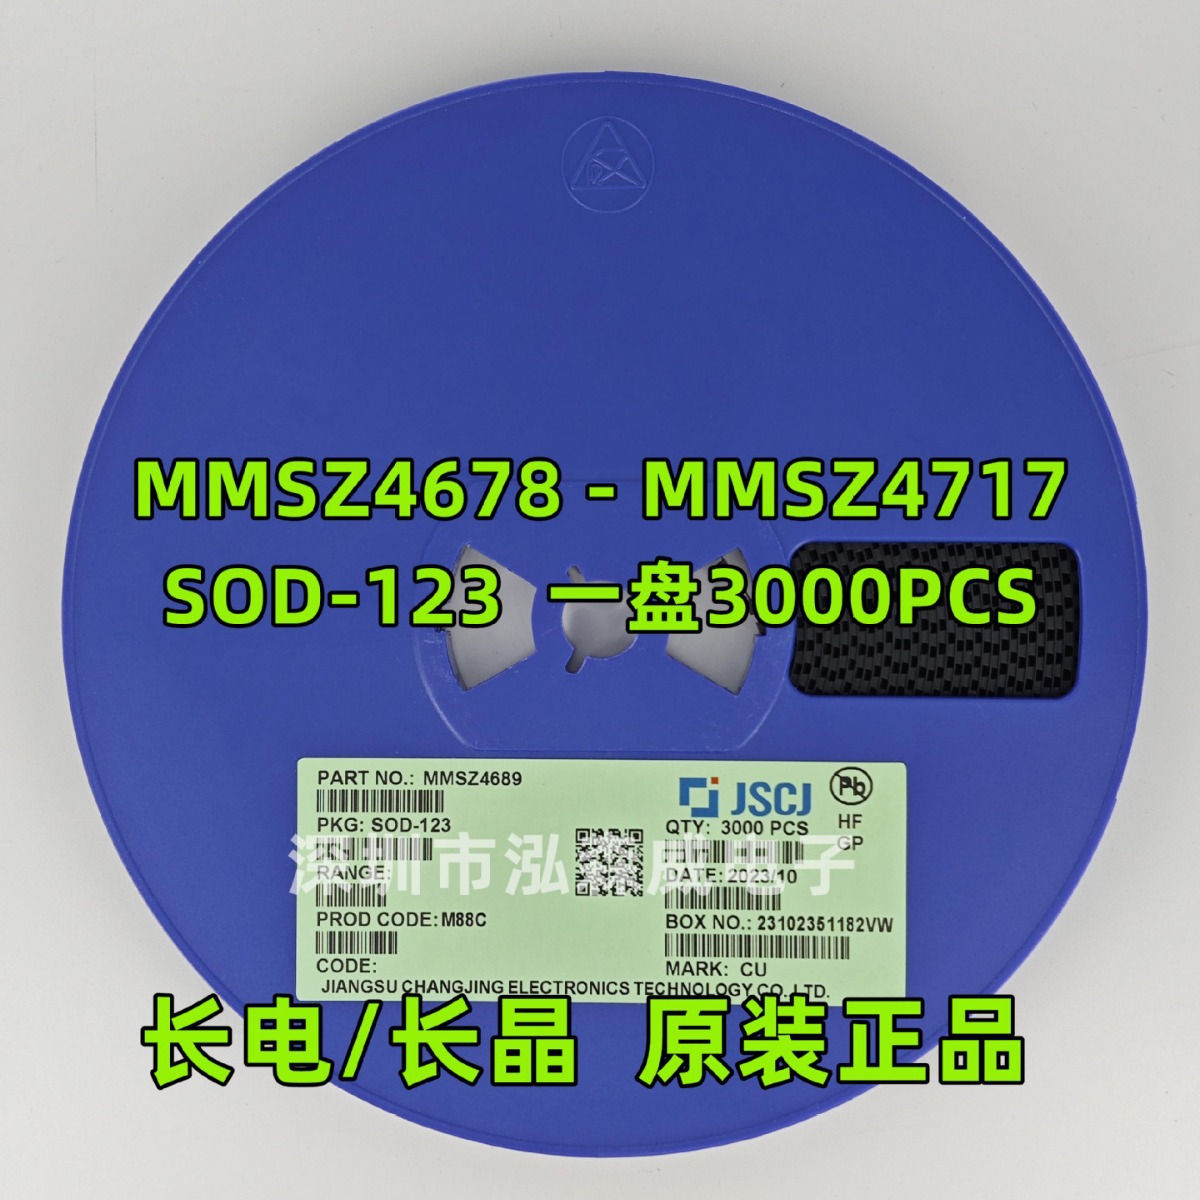 MMSZ4678 - MMSZ4717
SOD-123 一盘3000PCS
PART NO.: MMSZ4689
JSCJ
Pb
PKG: SOD-123
QTY: 3000 PCS
HF
GP
RANGE:
DATE: 2023/10
PROD CODE: M88C
BOX NO.: 23102351182VW
CODE:
MARK: CU
JIANGSU CHANGJING ELECTRONICS TECHNOLOGY CO.,LTD.
深圳市泓 威电子
长电/长晶 原装正品